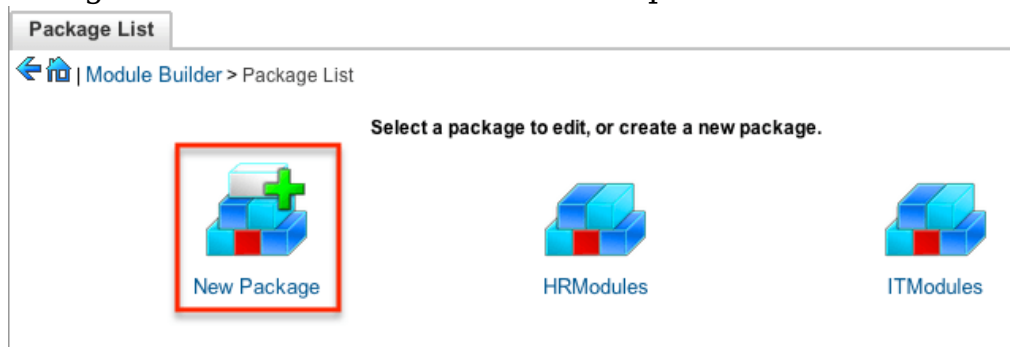 Package List
| Module Builder > Package List
Select a package to edit, or create a new package.
New Package
HRModules
ITModules